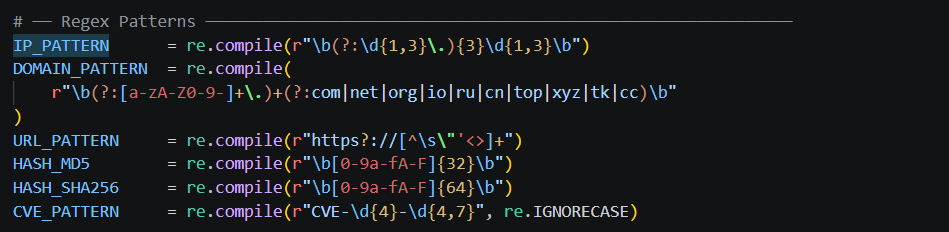 # —— Regex Patterns ————————————————————————————————————————————————
IP_PATTERN      = re.compile(r"\b(?:\d{1,3}\.){3}\d{1,3}\b")
DOMAIN_PATTERN  = re.compile(
    r"\b(?:[a-zA-Z0-9-]+\.)+(?:com|net|org|io|ru|cn|top|xyz|tk|cc)\b"
)
URL_PATTERN     = re.compile(r"https?://[^\s\"'<>]+")
HASH_MD5        = re.compile(r"\b[0-9a-fA-F]{32}\b")
HASH_SHA256     = re.compile(r"\b[0-9a-fA-F]{64}\b")
CVE_PATTERN     = re.compile(r"CVE-\d{4}-\d{4,7}", re.IGNORECASE)